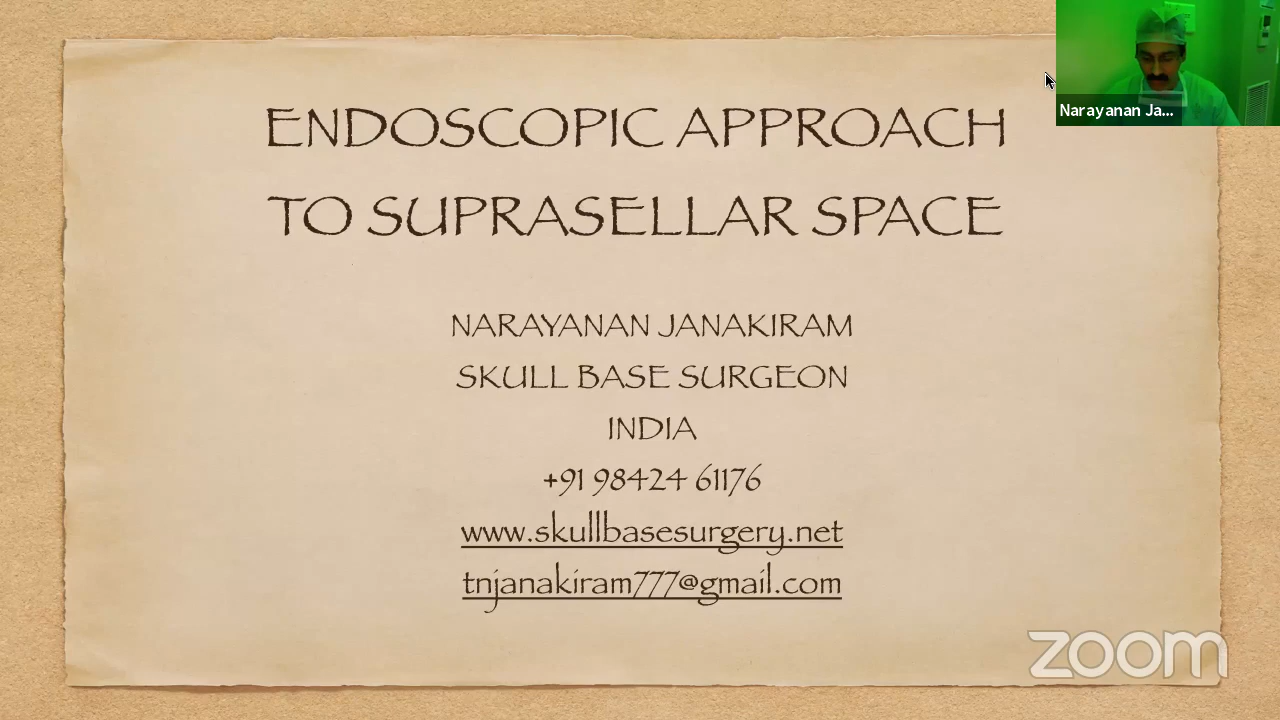 ENDOSCOPIC APPROACH
TO SUPRASELLAR SPACE
NARAYANAN JANAKIRAM
SKULL BASE SURGEON
INDIA
+91 98424 61176
www.skullbasesurgery.net
tnjanakiram777@gmail.com
Narayanan Ja...
zoom